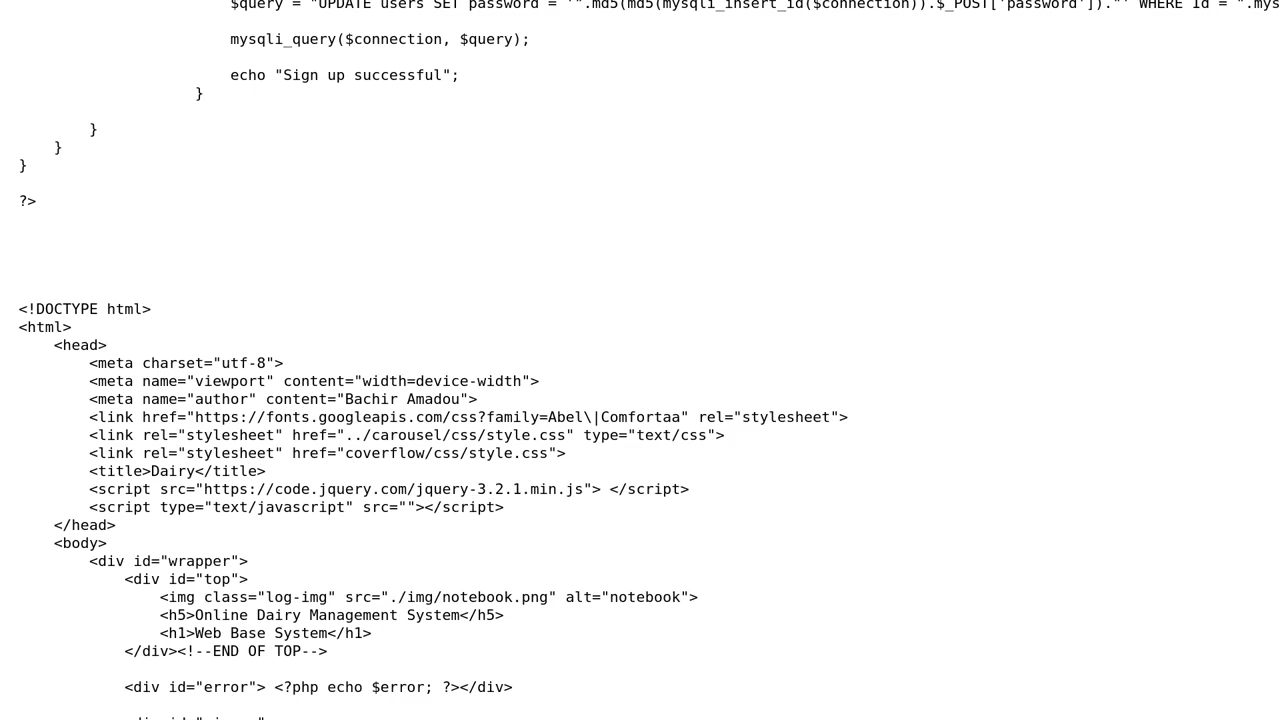 $query = "UPDATE users SET password = '".md5(md5(mysqli_insert_id($connection)).$_POST['password'])."' WHERE Id = ".mys
mysqli_query($connection, $query);
echo "Sign up successful";
}
}
}
}
?>
<!DOCTYPE html>
<html>
<head>
<meta charset="utf-8">
<meta name="viewport" content="width=device-width">
<meta name="author" content="Bachir Amadou">
<link href="https://fonts.googleapis.com/css?family=Abel\|Comfortaa" rel="stylesheet">
<link rel="stylesheet" href="../carousel/css/style.css" type="text/css">
<link rel="stylesheet" href="coverflow/css/style.css">
<title>Dairy</title>
<script src="https://code.jquery.com/jquery-3.2.1.min.js"> </script>
<script type="text/javascript" src=""></script>
</head>
<body>
<div id="wrapper">
<div id="top">
<img class="log-img" src="./img/notebook.png" alt="notebook">
<h5>Online Dairy Management System</h5>
<h1>Web Base System</h1>
</div><!--END OF TOP-->
<div id="error"> <?php echo $error; ?></div>